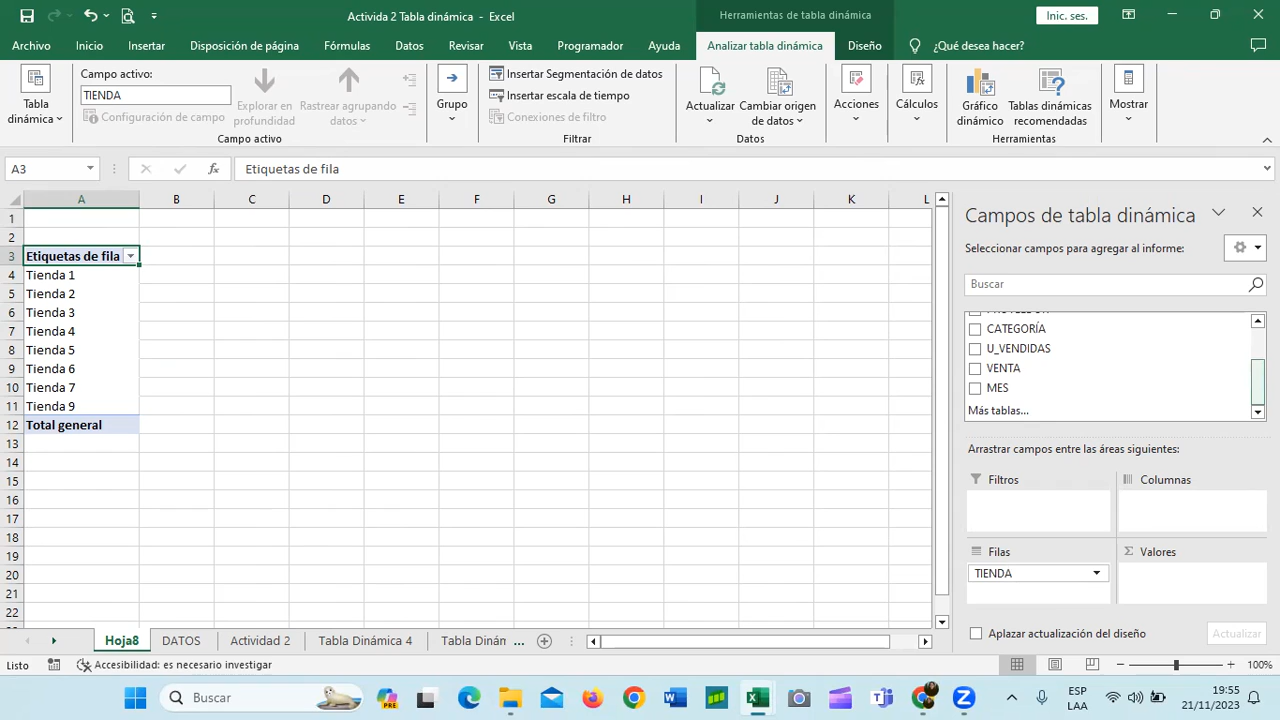 Activida 2 Tabla dinámica - Excel
Herramientas de tabla dinámica
Inic. ses.
Archivo Inicio Insertar Disposición de página Fórmulas Datos Revisar Vista Programador Ayuda Analizar tabla dinámica Diseño ¿Qué desea hacer?
Tabla dinámica
Campo activo:
TIENDA
Configuración de campo
Explorar en profundidad
Rastrear agrupando datos
Campo activo
Grupo
Insertar Segmentación de datos
Insertar escala de tiempo
Conexiones de filtro
Filtrar
Actualizar
Cambiar origen de datos
Datos
Acciones
Cálculos
Gráfico dinámico
Tablas dinámicas recomendadas
Herramientas
Mostrar
A3
fx
Etiquetas de fila
A B C D E F G H I J K L
1
2
3 Etiquetas de fila
4 Tienda 1
5 Tienda 2
6 Tienda 3
7 Tienda 4
8 Tienda 5
9 Tienda 6
10 Tienda 7
11 Tienda 9
12 Total general
13
14
15
16
17
18
19
20
21
22
Campos de tabla dinámica
Seleccionar campos para agregar al informe:
Buscar
CATEGORÍA
U_VENDIDAS
VENTA
MES
Más tablas...
Arrastrar campos entre las áreas siguientes:
Filtros
Columnas
Filas
Σ Valores
TIENDA
Aplazar actualización del diseño
Actualizar
Hoja8 DATOS Actividad 2 Tabla Dinámica 4 Tabla Dinán ...
Listo
Accesibilidad: es necesario investigar
100%
Buscar
ESP
LAA
19:55
21/11/2023